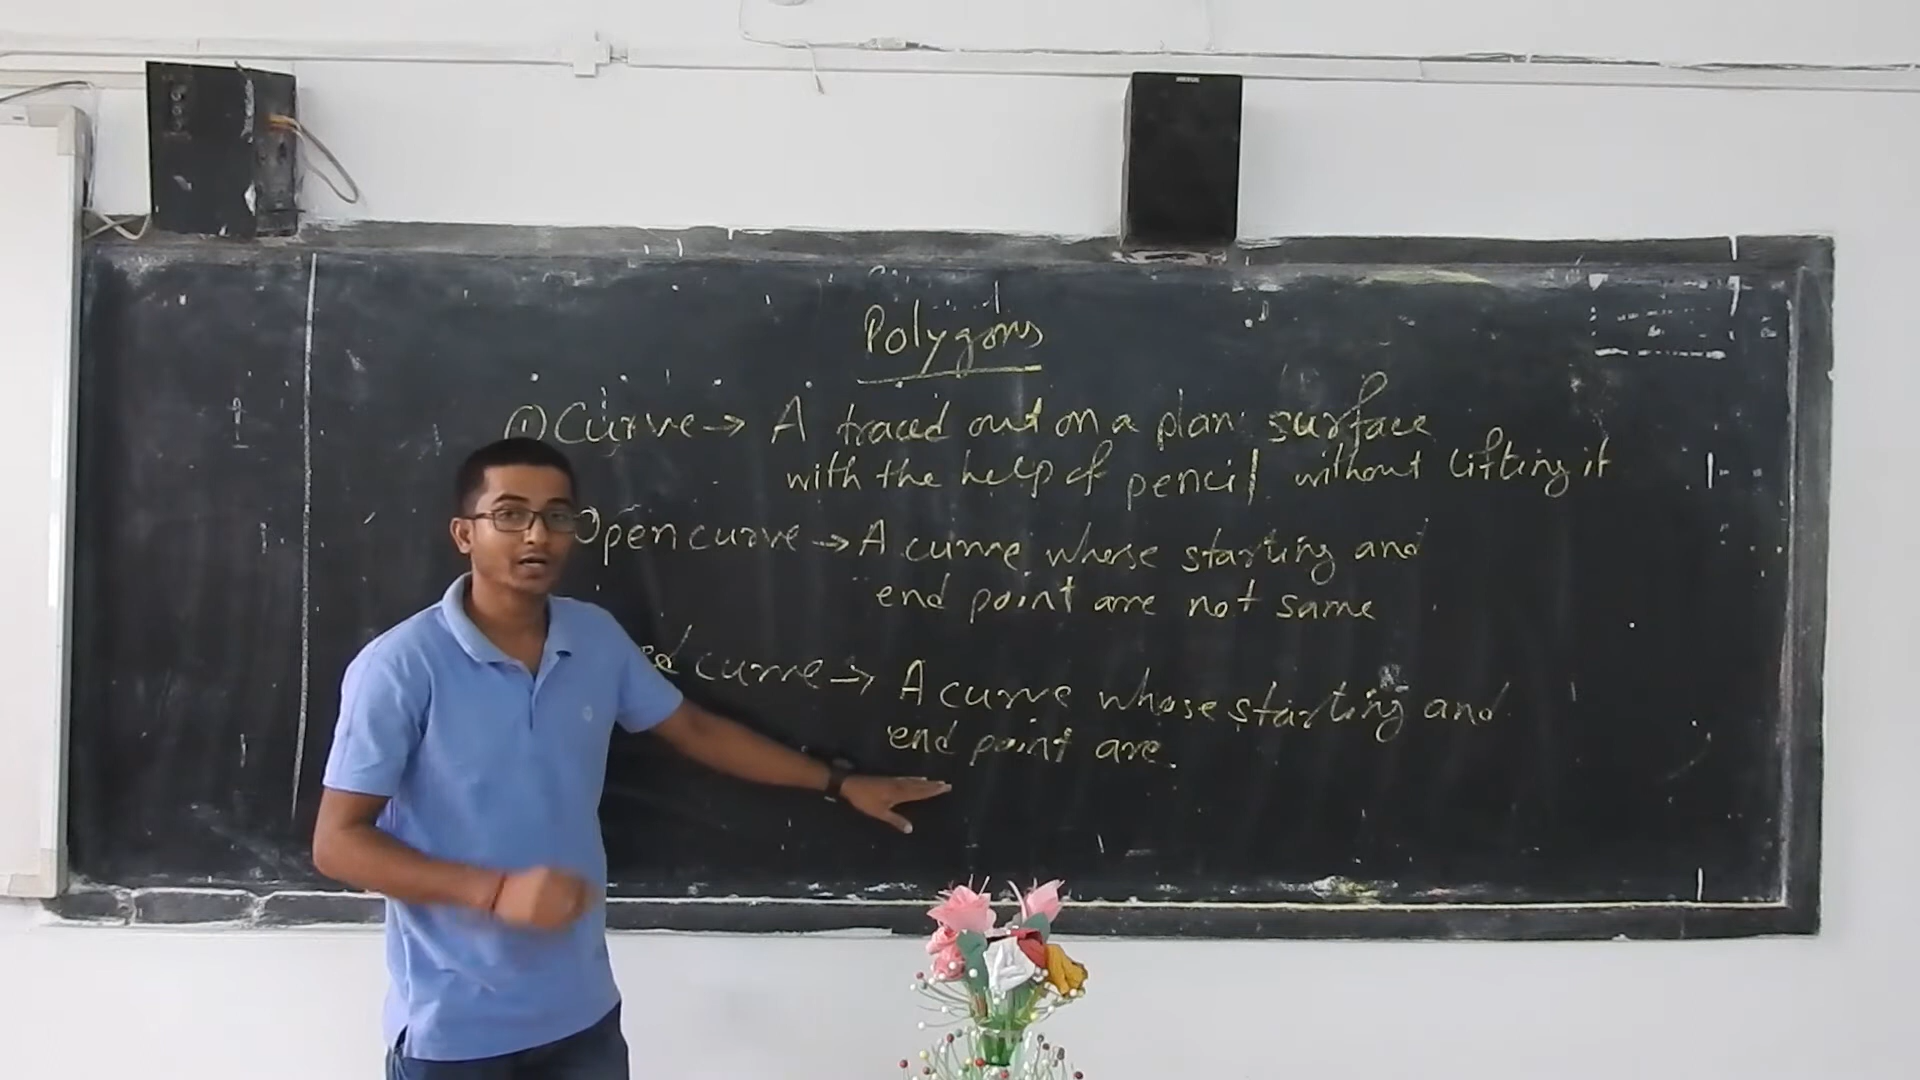 Polygons
① Curve → A traced out on a plan surface
with the help of pencil without lifting it
Open curve → A curve whose starting and
end point are not same
ed curve → A curve whose starting and
end point are